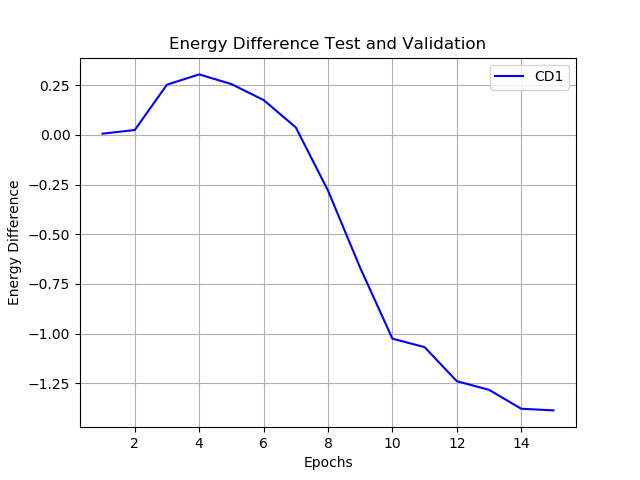 Energy Difference Test and Validation
CD1
0.25
0.00
−0.25
−0.50
−0.75
−1.00
−1.25
Energy Difference
2 4 6 8 10 12 14
Epochs